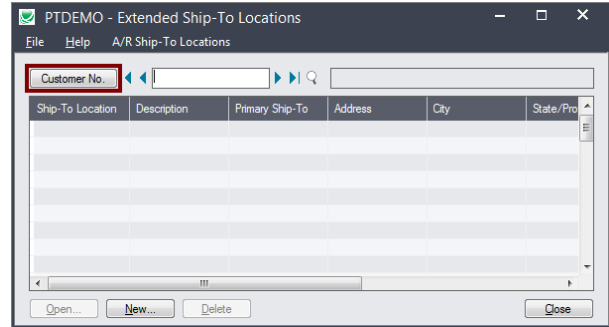 PTDEMO - Extended Ship-To Locations
File Help A/R Ship-To Locations
Customer No.
Ship-To Location Description Primary Ship-To Address City State/Pro
Open... New... Delete Close